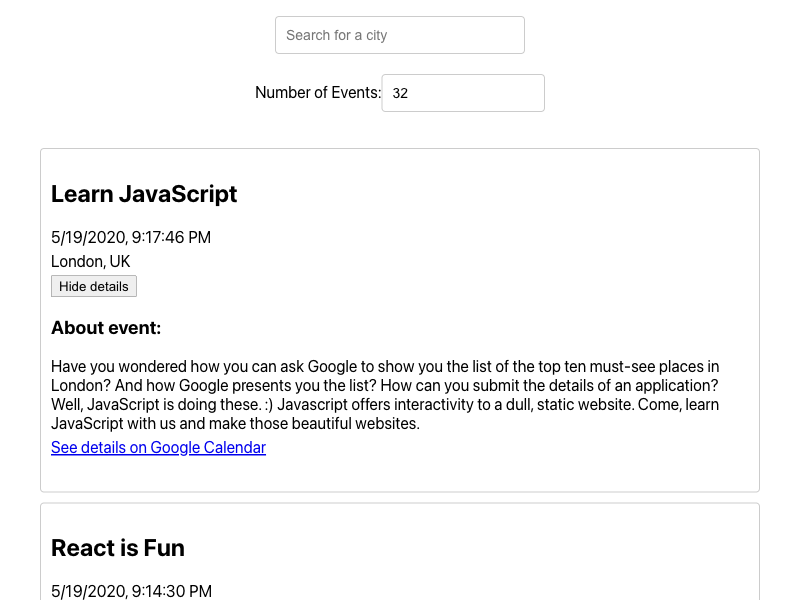 Search for a city
Number of Events: 32
Learn JavaScript
5/19/2020, 9:17:46 PM
London, UK
Hide details
About event:
Have you wondered how you can ask Google to show you the list of the top ten must-see places in
London? And how Google presents you the list? How can you submit the details of an application?
Well, JavaScript is doing these. :) Javascript offers interactivity to a dull, static website. Come, learn
JavaScript with us and make those beautiful websites.
See details on Google Calendar
React is Fun
5/19/2020, 9:14:30 PM